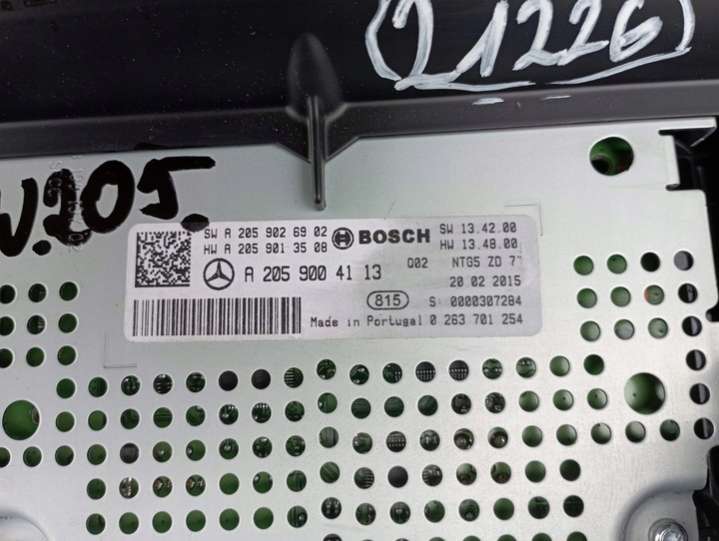 (21226)
W.205.
SW A 205 902 69 02
HW A 205 901 35 08
BOSCH
SW 13.42.00
HW 13.48.00
A 205 900 41 13
Q02 NTG5 ZD 7"
20 02 2015
815
S 0000307284
Made in Portugal 0 263 701 254